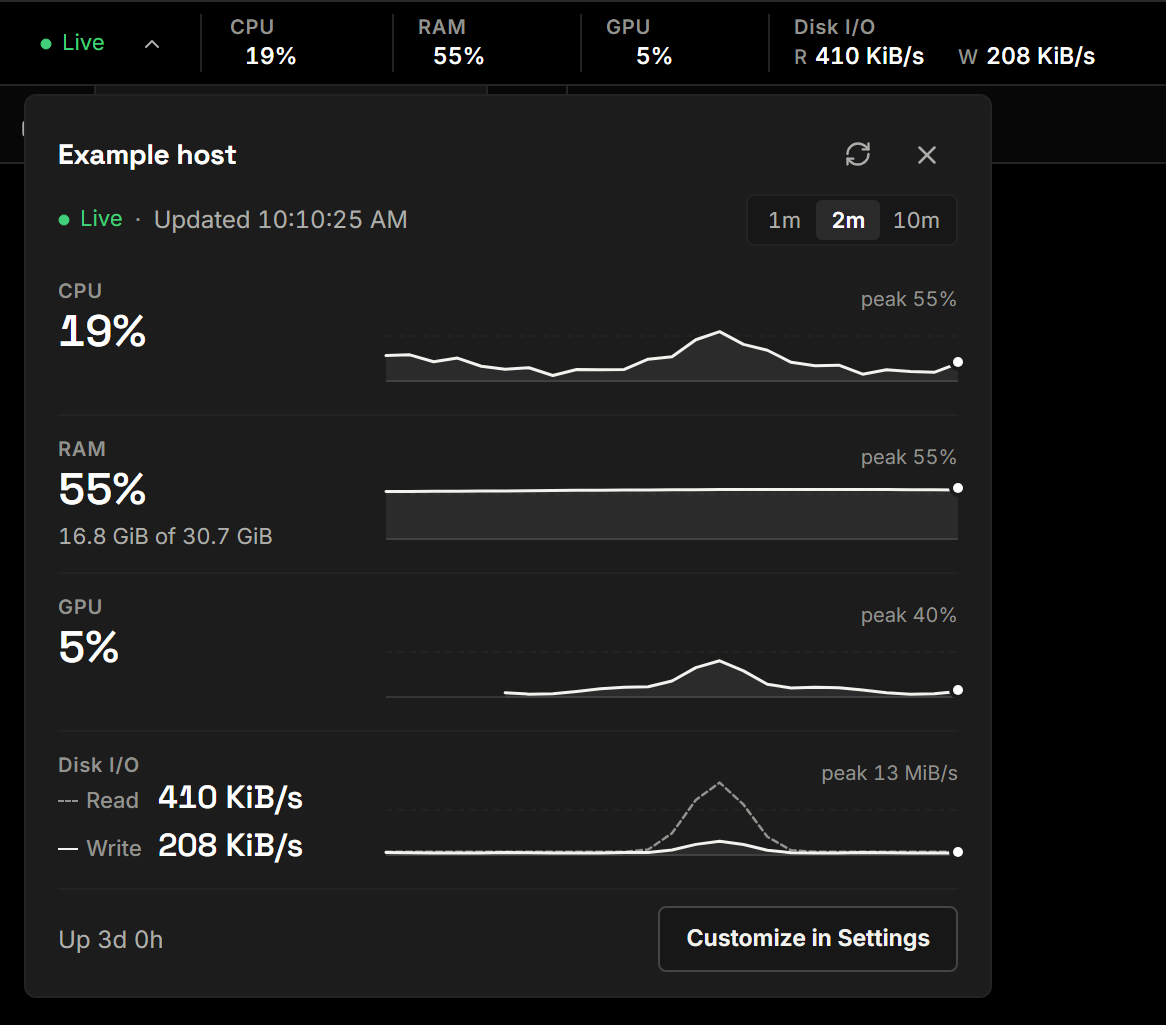 Live
CPU
19%
RAM
55%
GPU
5%
Disk I/O
R 410 KiB/s W 208 KiB/s
Example host
Live · Updated 10:10:25 AM
1m 2m 10m
CPU
19%
peak 55%
RAM
55%
16.8 GiB of 30.7 GiB
peak 55%
GPU
5%
peak 40%
Disk I/O
Read 410 KiB/s
Write 208 KiB/s
peak 13 MiB/s
Up 3d 0h
Customize in Settings